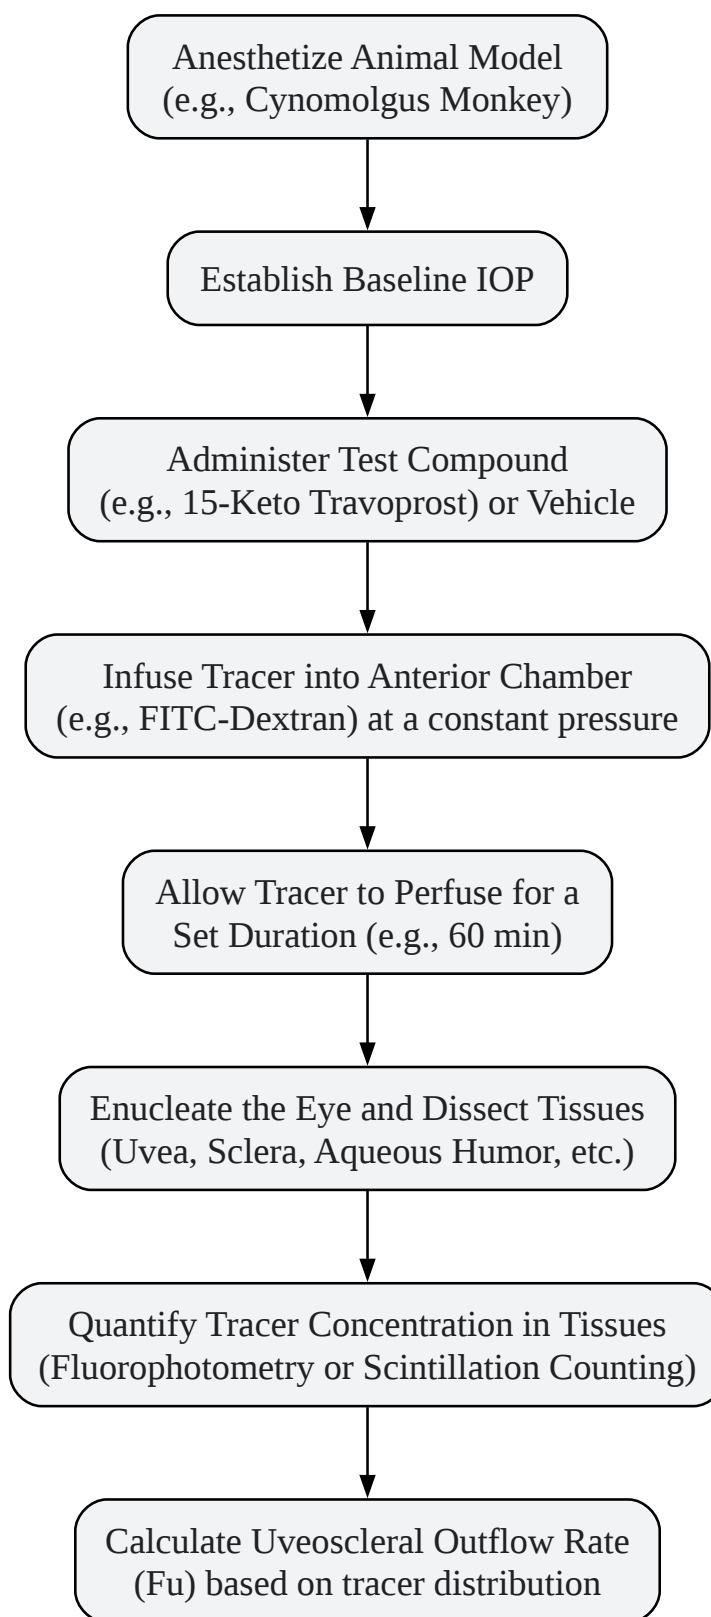 Anesthetize Animal Model
(e.g., Cynomolgus Monkey)
Establish Baseline IOP
Administer Test Compound
(e.g., 15-Keto Travoprost) or Vehicle
Infuse Tracer into Anterior Chamber
(e.g., FITC-Dextran) at a constant pressure
Allow Tracer to Perfuse for a
Set Duration (e.g., 60 min)
Enucleate the Eye and Dissect Tissues
(Uvea, Sclera, Aqueous Humor, etc.)
Quantify Tracer Concentration in Tissues
(Fluorophotometry or Scintillation Counting)
Calculate Uveoscleral Outflow Rate
(Fu) based on tracer distribution